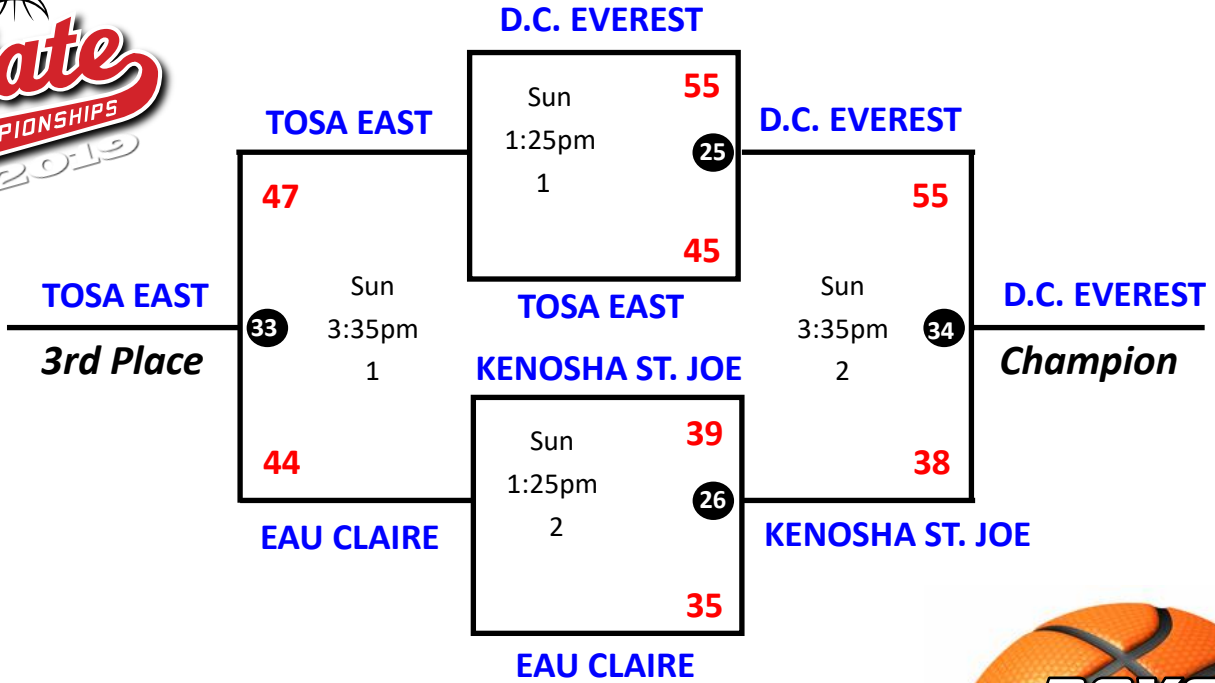 D.C. EVEREST
2019
TOSA EAST
Sun
1:25pm
1
55
25
45
D.C. EVEREST
47
55
TOSA EAST
3rd Place
33
Sun
3:35pm
1
TOSA EAST
KENOSHA ST. JOE
Sun
3:35pm
2
34
D.C. EVEREST
Champion
44
EAU CLAIRE
Sun
1:25pm
2
39
26
35
38
KENOSHA ST. JOE
EAU CLAIRE